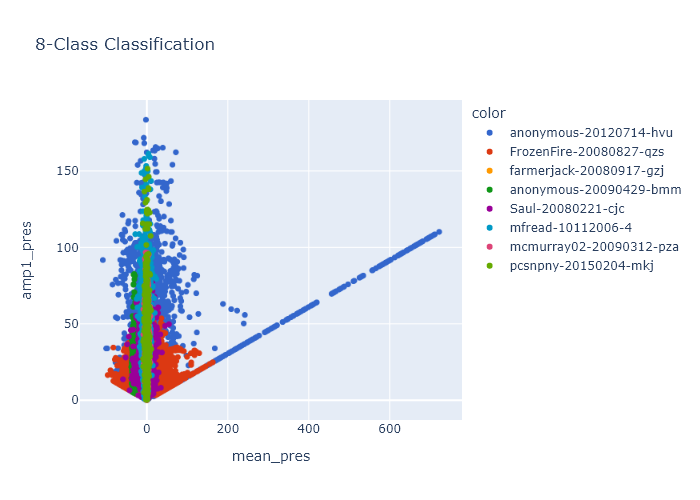 8-Class Classification
color
anonymous-20120714-hvu
FrozenFire-20080827-qzs
farmerjack-20080917-gzj
anonymous-20090429-bmm
Saul-20080221-cjc
mfread-10112006-4
mcmurray02-20090312-pza
pcsnpny-20150204-mkj
amp1_pres
150
100
50
0
0
200
400
600
mean_pres